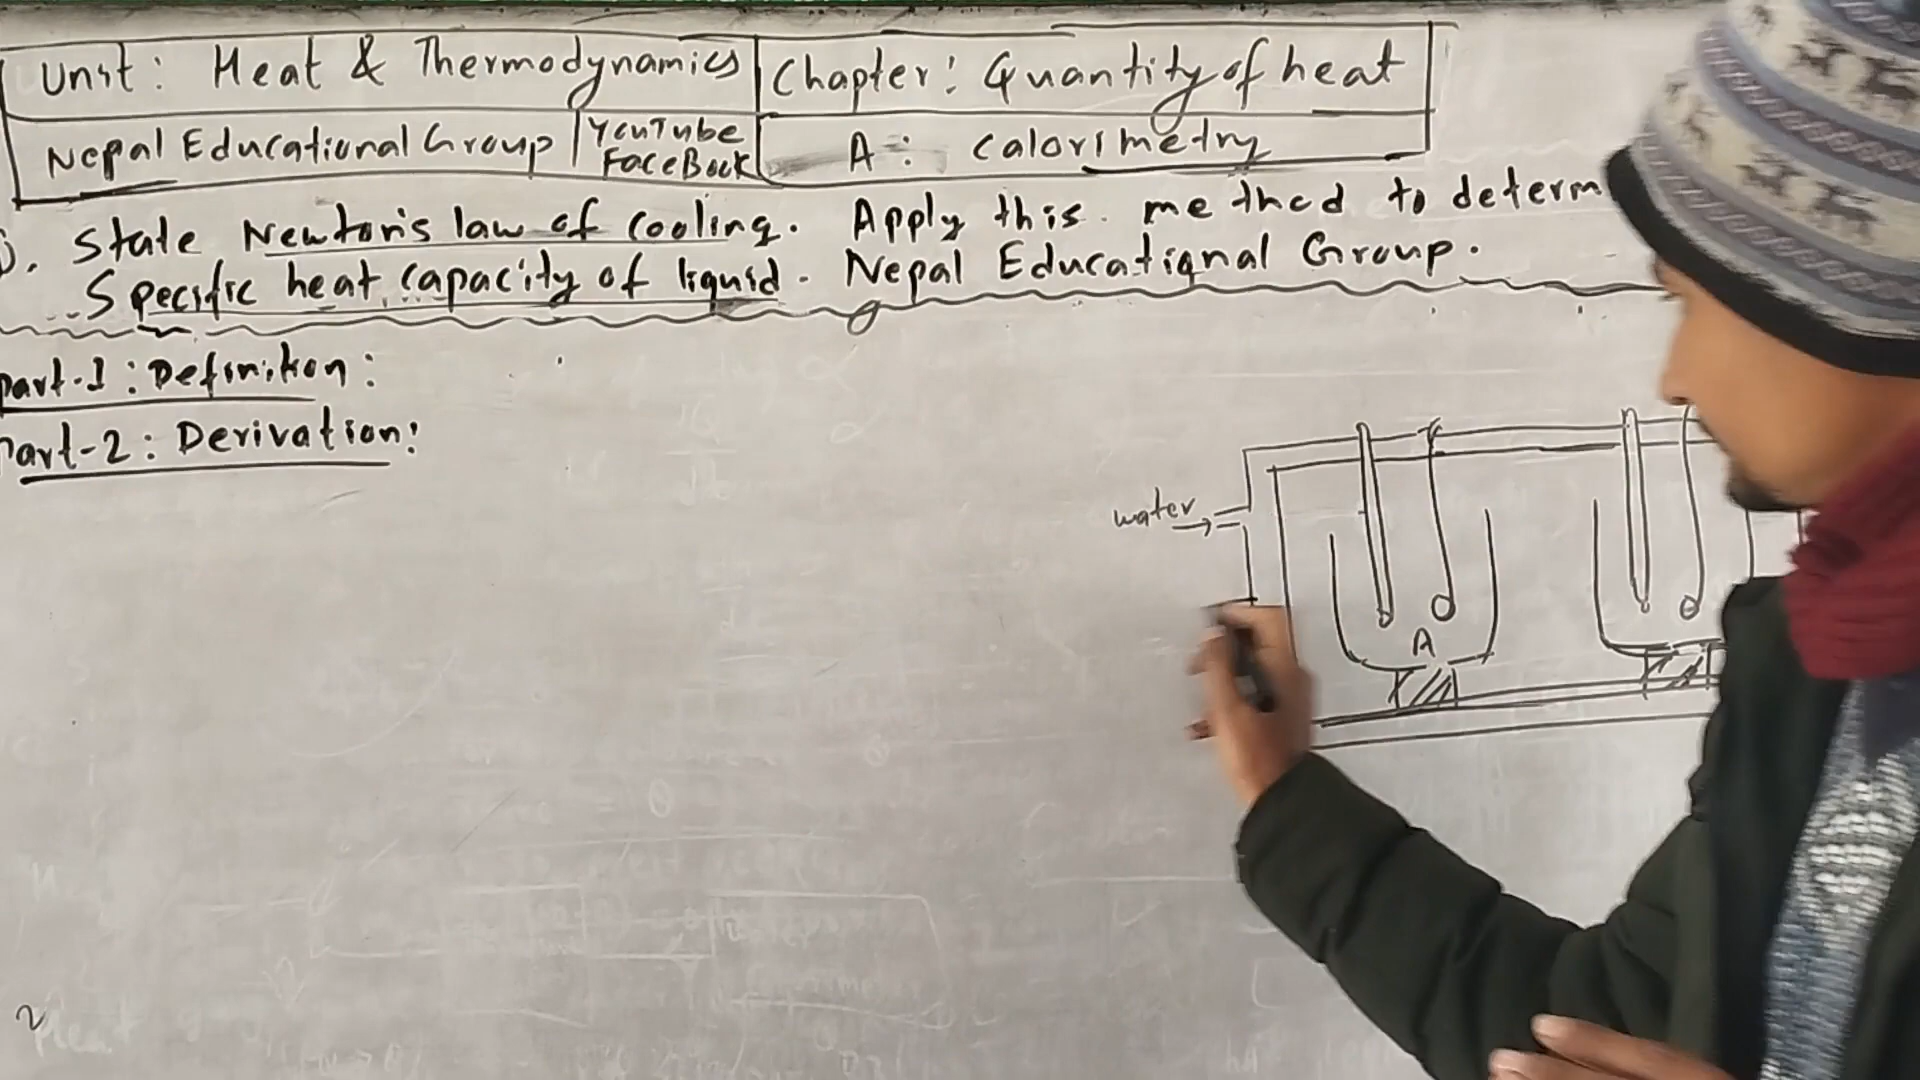 Unit: Heat & Thermodynamics
Chapter: Quantity of heat
Nepal Educational Group
YouTube
FaceBook
A: Calorimetry
State Newton's law of cooling. Apply this method to determ
Specific heat capacity of liquid. Nepal Educational Group.
Part-1: Definition:
Part-2: Derivation:
water
A